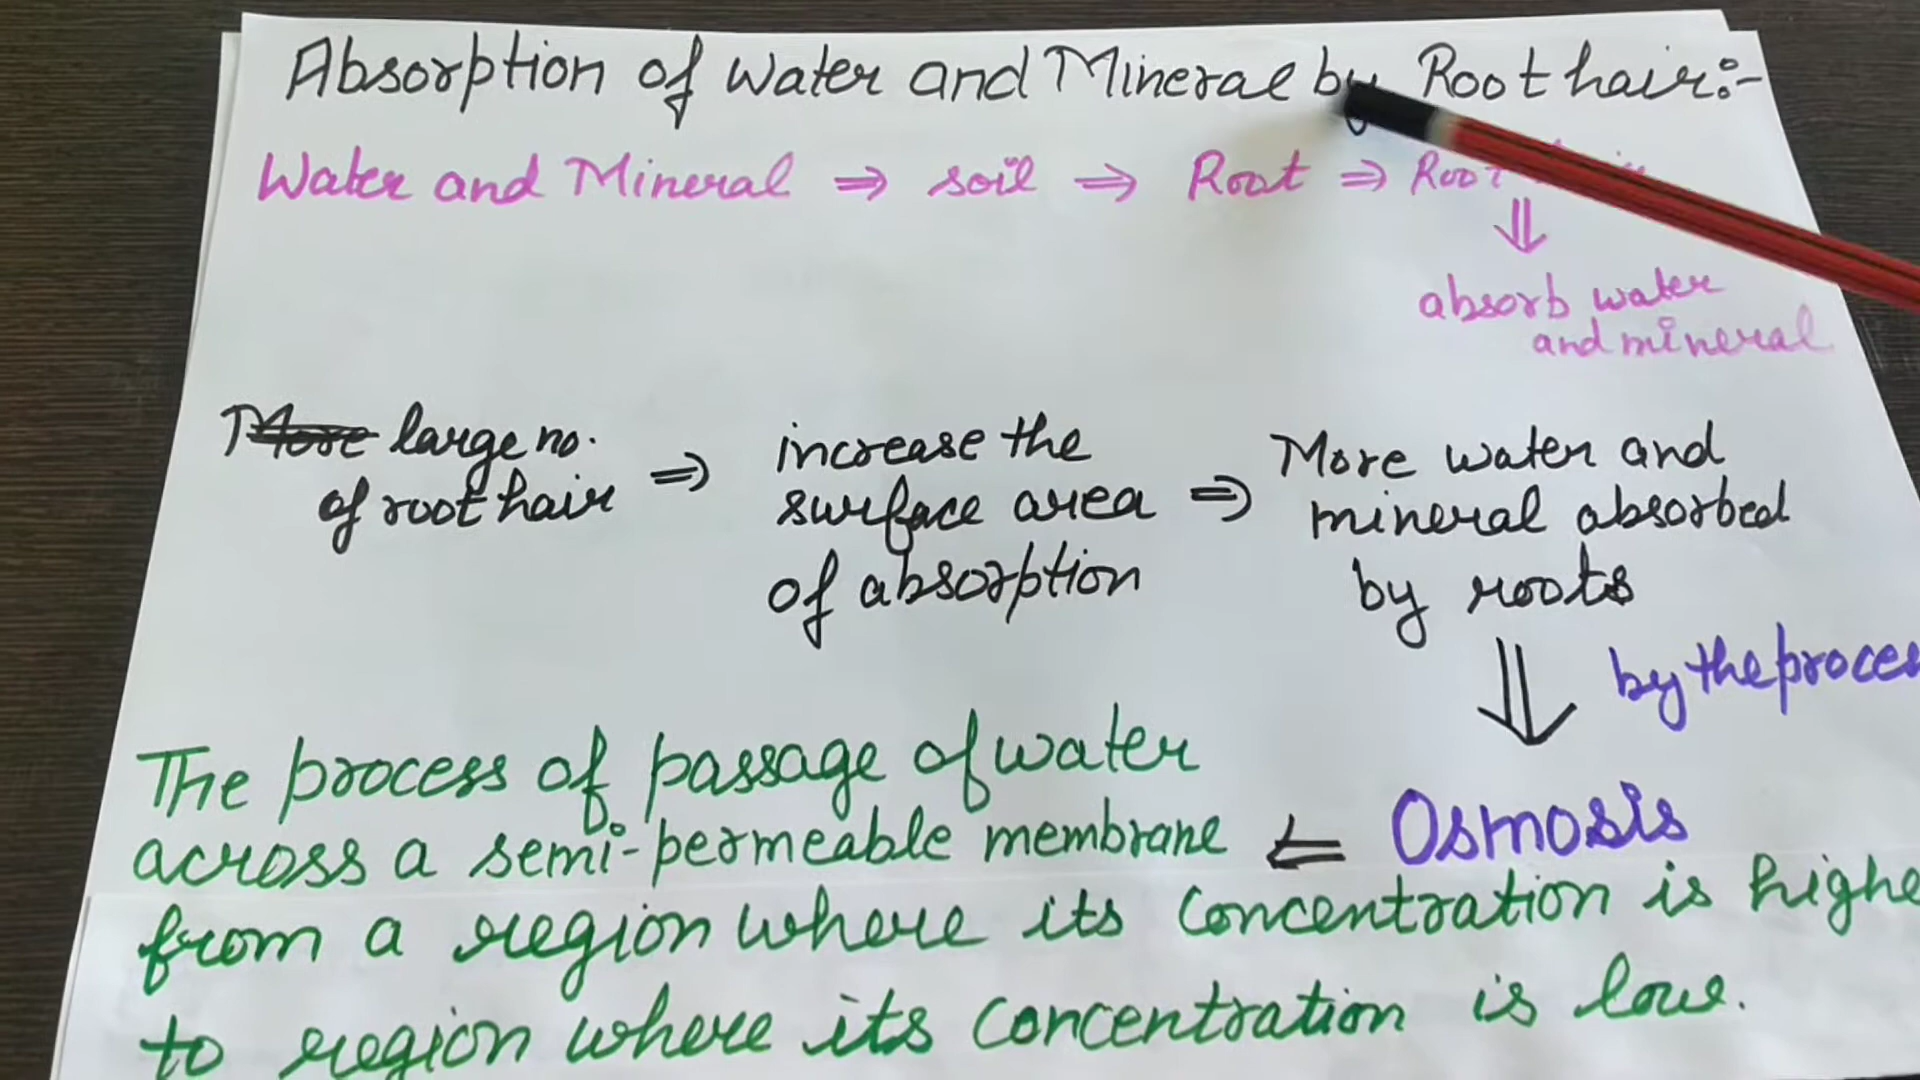 Absorption of water and Mineral by Root hair:-
Water and Mineral ⇒ soil ⇒ Root ⇒ Root
⇓
absorb water
and mineral
More large no.
of root hair ⇒
increase the
surface area
of absorption ⇒
More water and
mineral absorbed
by roots
⇓ by the proces
Osmosis
⇐
The process of passage of water
across a semi-permeable membrane
from a region where its concentration is highe
to region where its concentration is low.